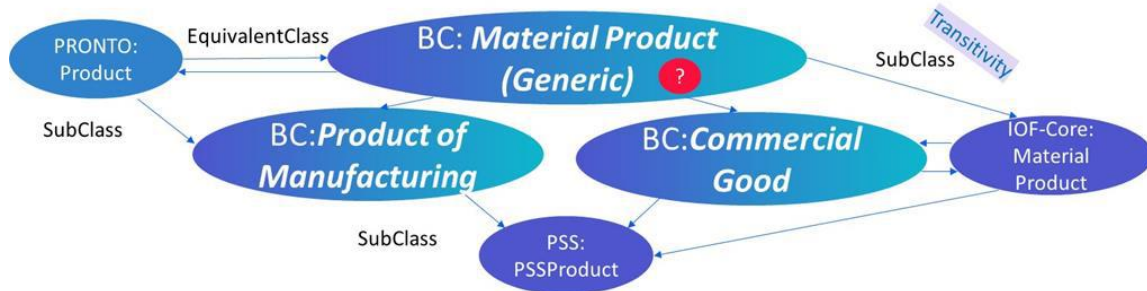 PRONTO:
Product
EquivalentClass
BC: Material Product
(Generic) ?
SubClass
Transitivity
SubClass
BC:Product of
Manufacturing
BC:Commercial
Good
IOF-Core:
Material
Product
SubClass
PSS:
PSSProduct